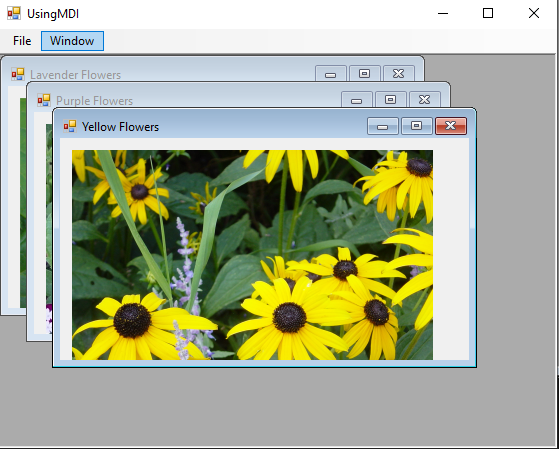 UsingMDI
File Window
Lavender Flowers
Purple Flowers
Yellow Flowers